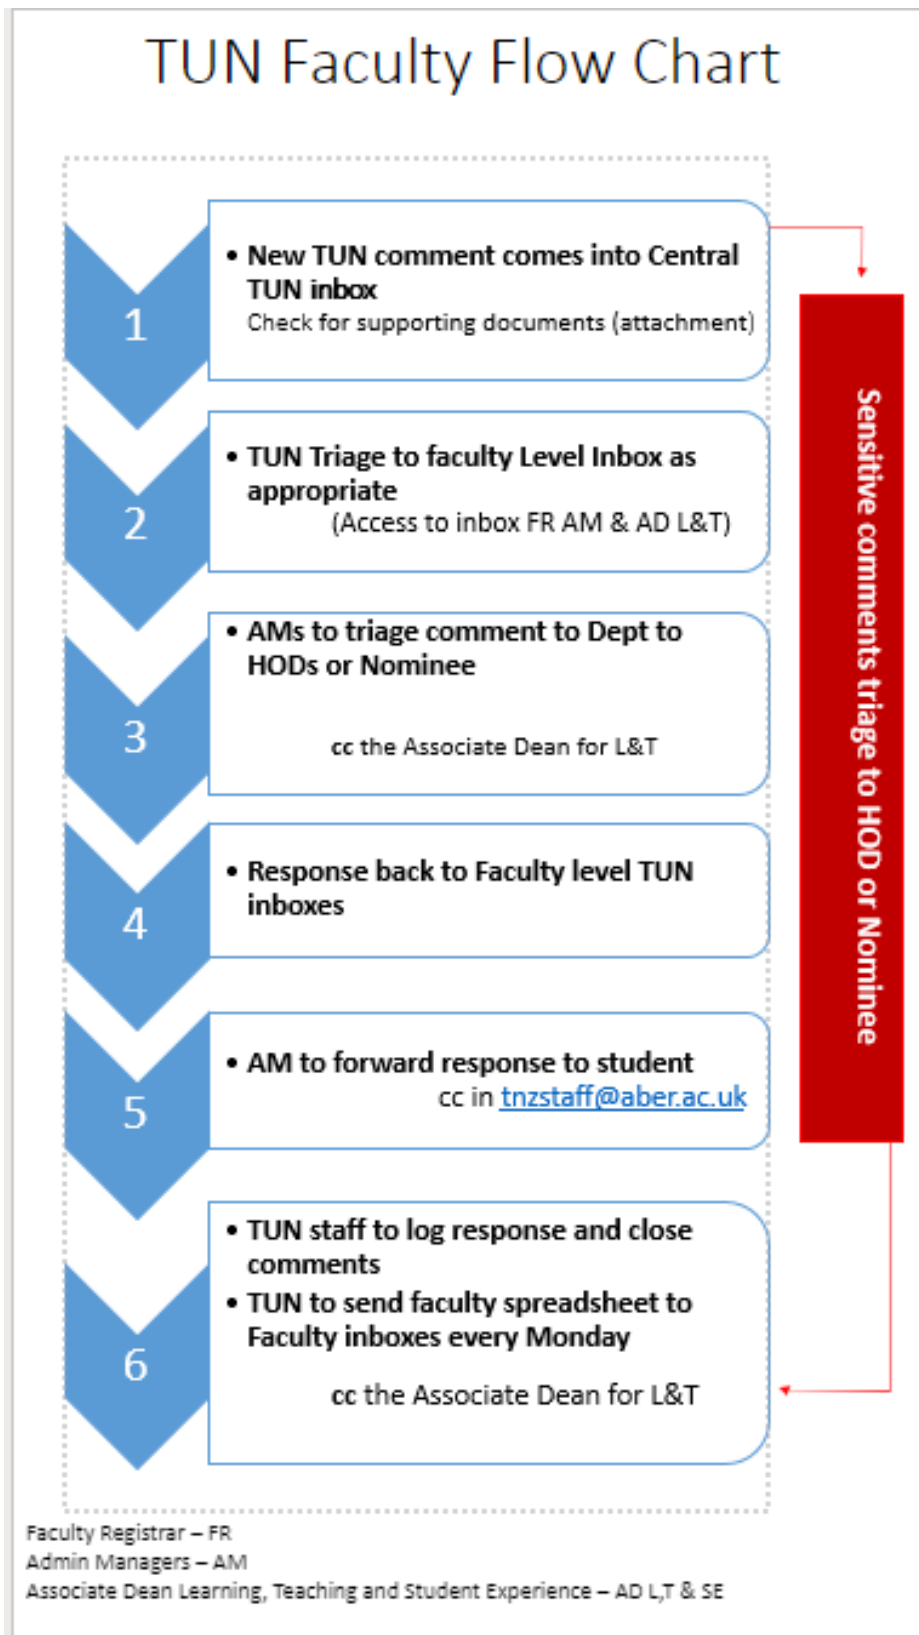 TUN Faculty Flow Chart
1
• New TUN comment comes into Central
TUN inbox
Check for supporting documents (attachment)
2
• TUN Triage to faculty Level Inbox as
appropriate
(Access to inbox FR AM & AD L&T)
3
• AMs to triage comment to Dept to
HODs or Nominee
cc the Associate Dean for L&T
4
• Response back to Faculty level TUN
inboxes
5
• AM to forward response to student
cc in tnzstaff@aber.ac.uk
6
• TUN staff to log response and close
comments
• TUN to send faculty spreadsheet to
Faculty inboxes every Monday
cc the Associate Dean for L&T
Sensitive comments triage to HOD or Nominee
Faculty Registrar – FR
Admin Managers – AM
Associate Dean Learning, Teaching and Student Experience – AD L,T & SE